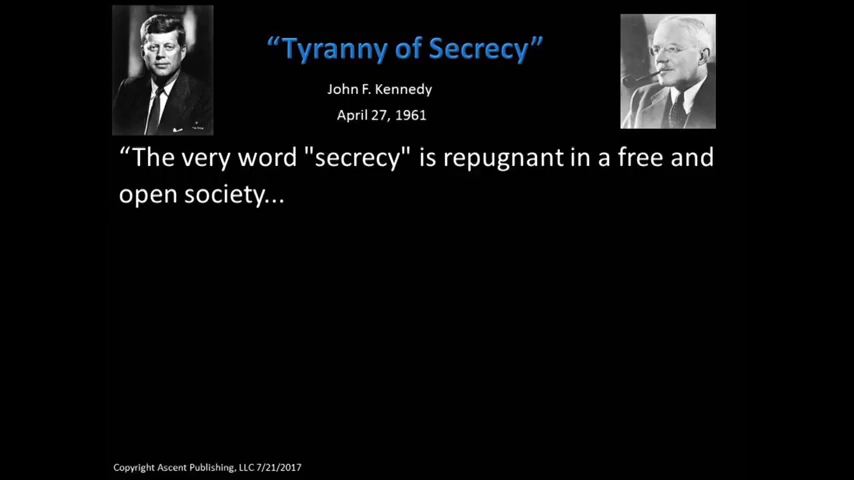 “Tyranny of Secrecy”
John F. Kennedy
April 27, 1961
“The very word "secrecy" is repugnant in a free and
open society...
Copyright Ascent Publishing, LLC 7/21/2017